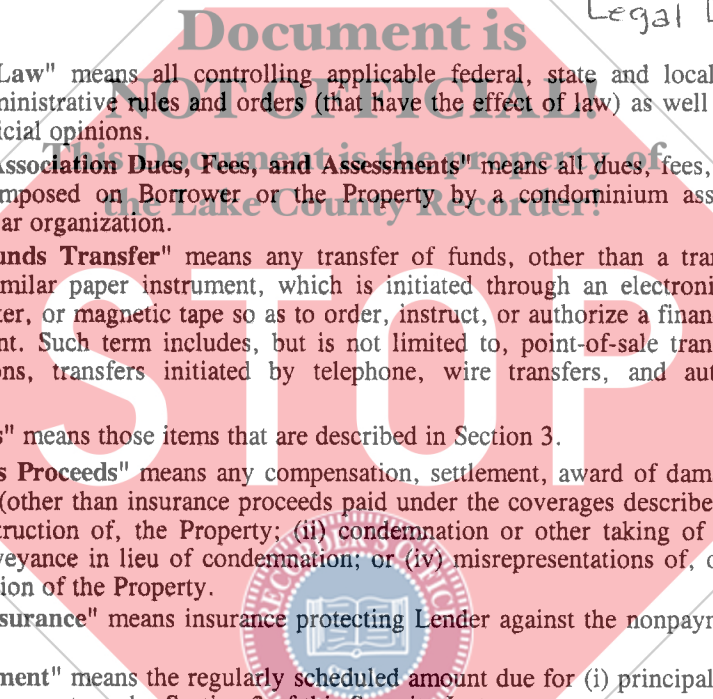 Legal
Document is
Law" means all controlling applicable federal, state and local
ministrative rules and orders (that have the effect of law) as well
icial opinions.
NOT OFFICIAL!
This Document is the property of
the Lake County Recorder!
Association Dues, Fees, and Assessments" means all dues, fees,
mposed on Borrower or the Property by a condominium ass
ar organization.
unds Transfer" means any transfer of funds, other than a tra
milar paper instrument, which is initiated through an electroni
ter, or magnetic tape so as to order, instruct, or authorize a finan
nt. Such term includes, but is not limited to, point-of-sale tran
ons, transfers initiated by telephone, wire transfers, and aut
STOP
s" means those items that are described in Section 3.
s Proceeds" means any compensation, settlement, award of dam
(other than insurance proceeds paid under the coverages describe
truction of, the Property; (ii) condemnation or other taking of
veyance in lieu of condemnation; or (iv) misrepresentations of, o
ion of the Property.
RECORDER'S OFFICE
surance" means insurance protecting Lender against the nonpayn
ment" means the regularly scheduled amount due for (i) principal